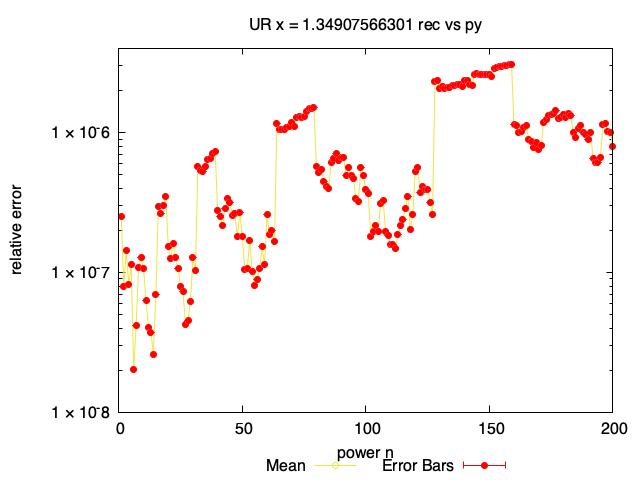 UR x = 1.34907566301 rec vs py
relative error
1 × 10-6
1 × 10-7
1 × 10-8
0 50 100 150 200
power n
Mean Error Bars